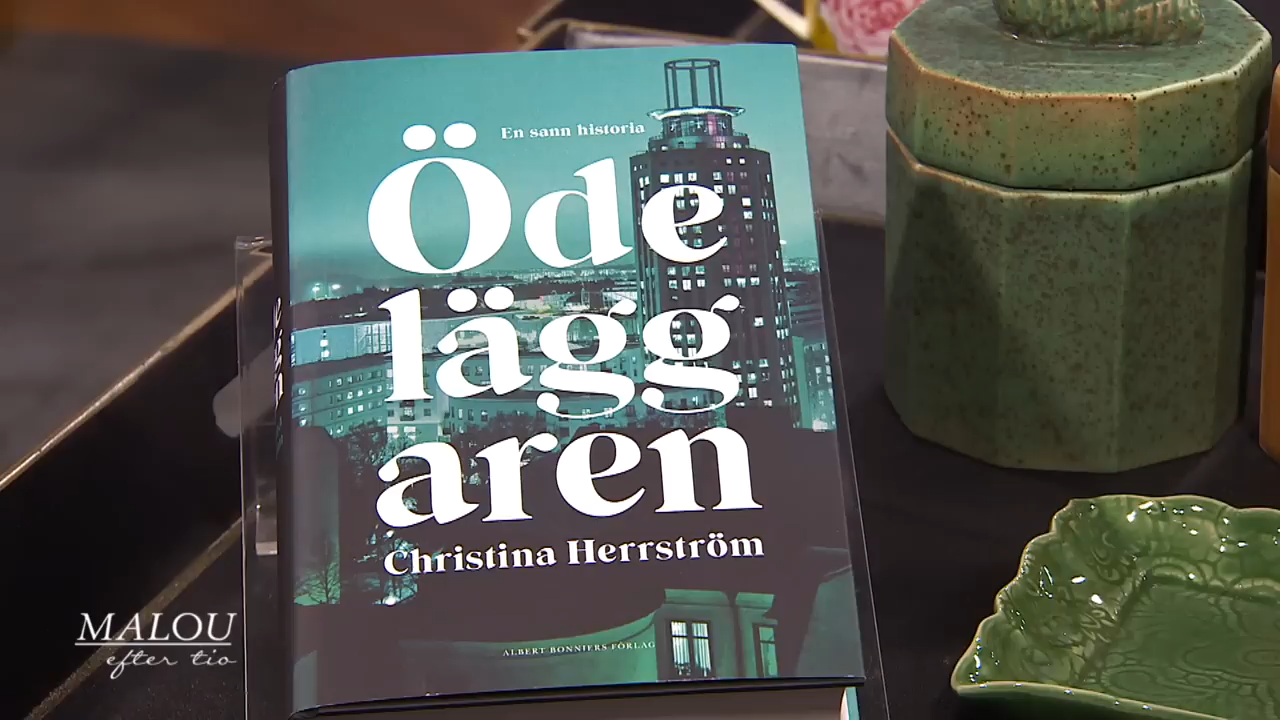 En sann historia
Öde
lägg
aren
Christina Herrström
ALBERT BONNIERS FÖRLAG
MALOU
efter tio